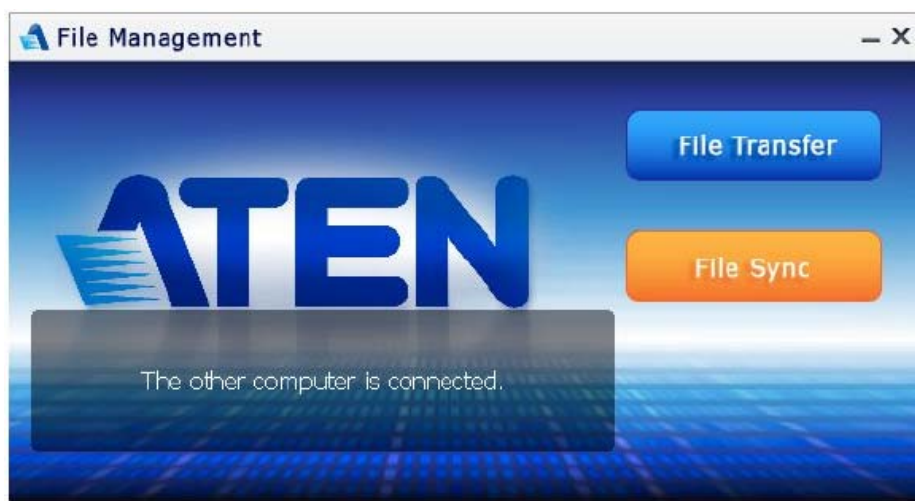 File Management
File Transfer
ATEN
File Sync
The other computer is connected.